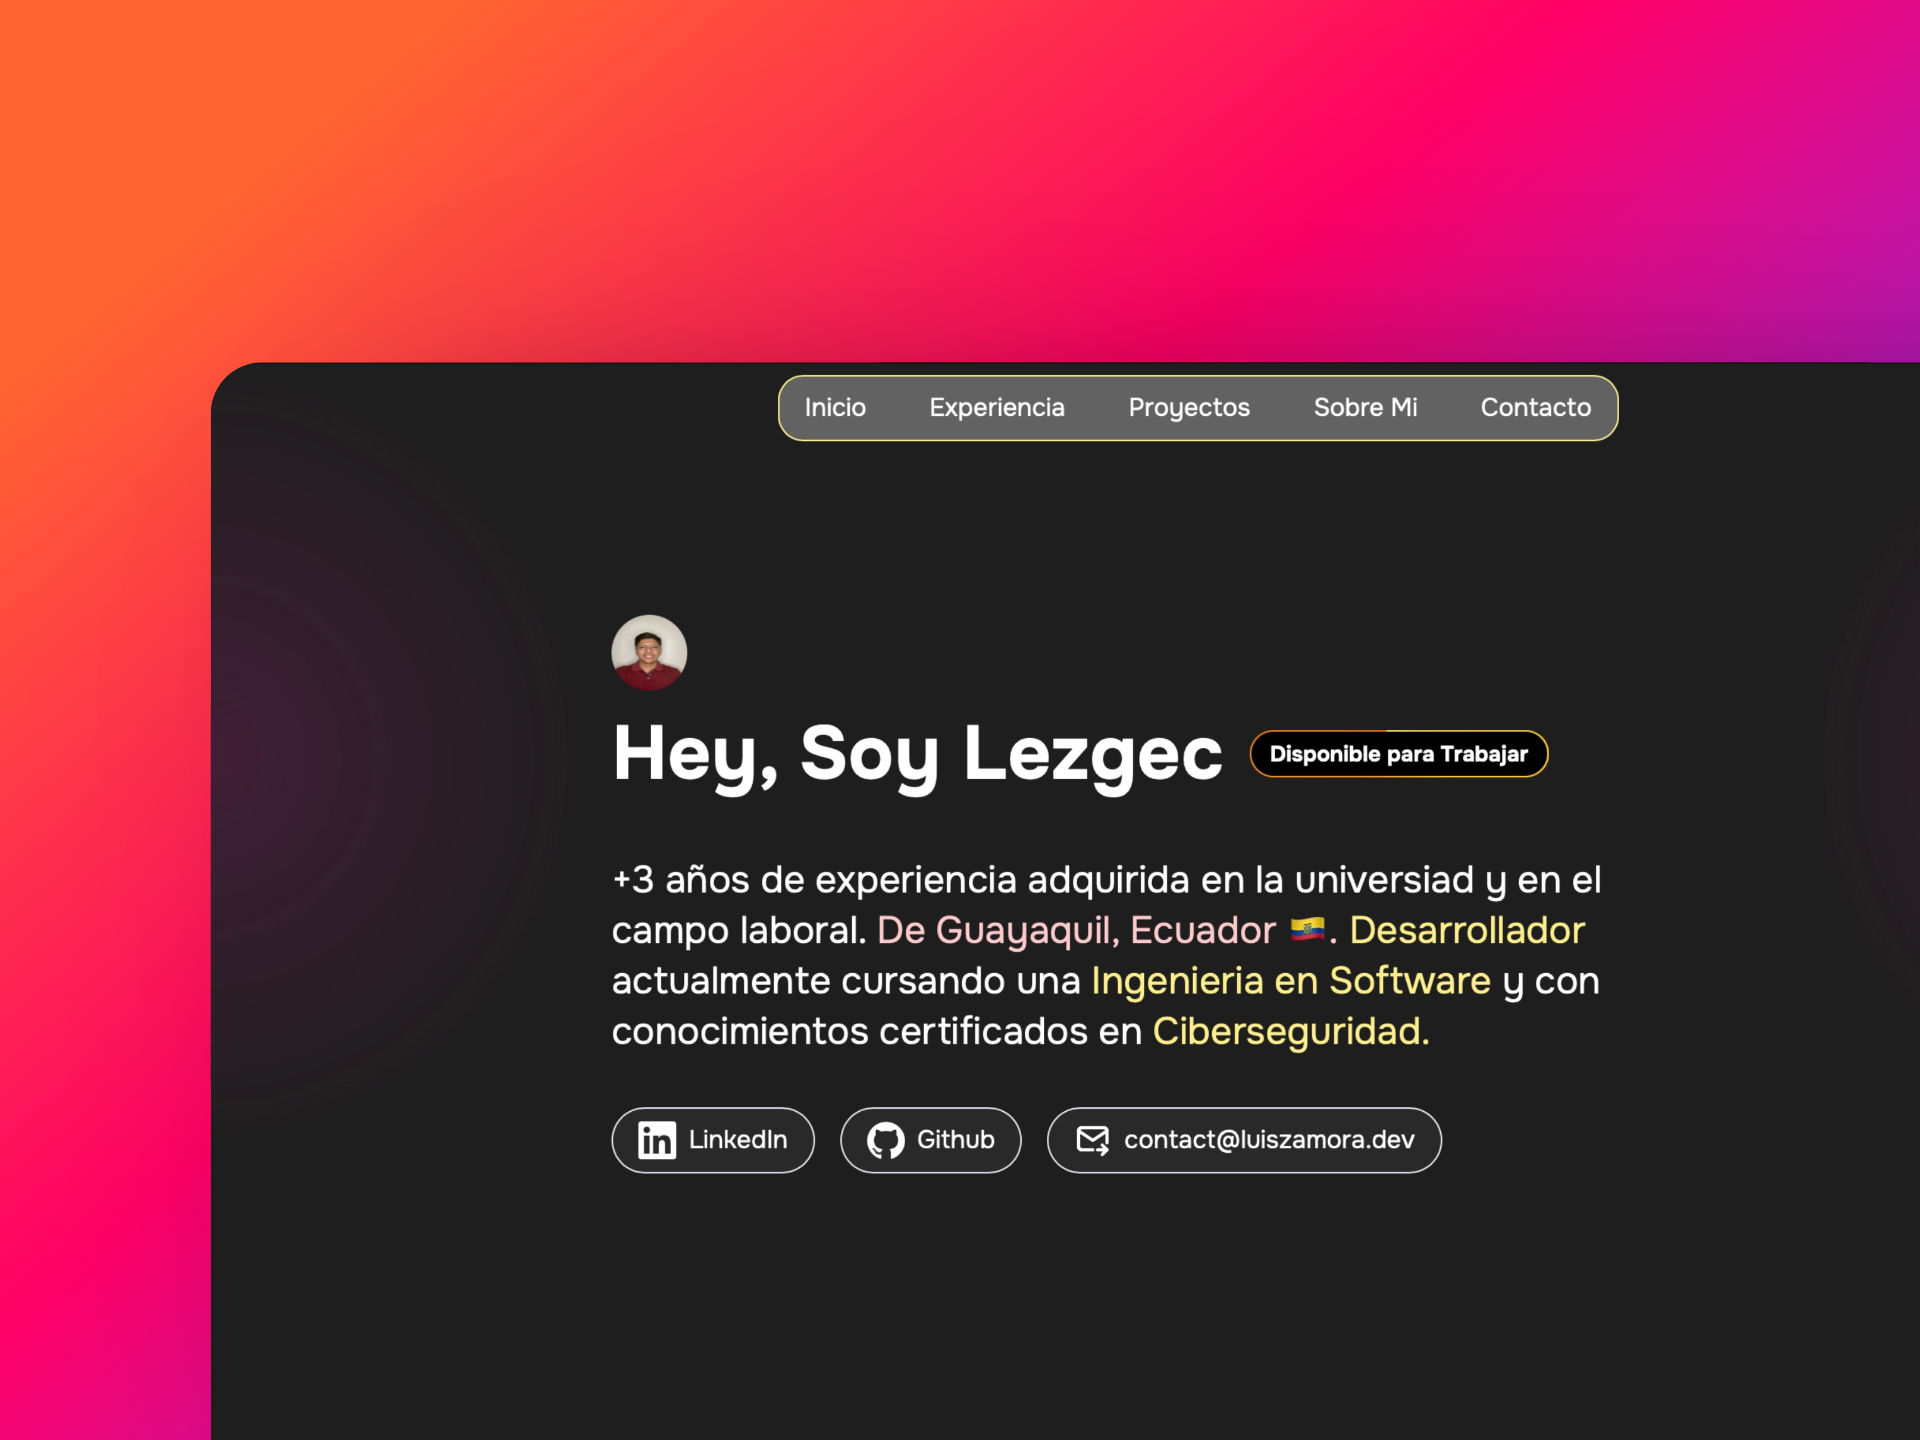 Inicio Experiencia Proyectos Sobre Mi Contacto
Hey, Soy Lezgec Disponible para Trabajar
+3 años de experiencia adquirida en la universiad y en el
campo laboral. De Guayaquil, Ecuador 🇪🇨. Desarrollador
actualmente cursando una Ingenieria en Software y con
conocimientos certificados en Ciberseguridad.
LinkedIn Github contact@luiszamora.dev